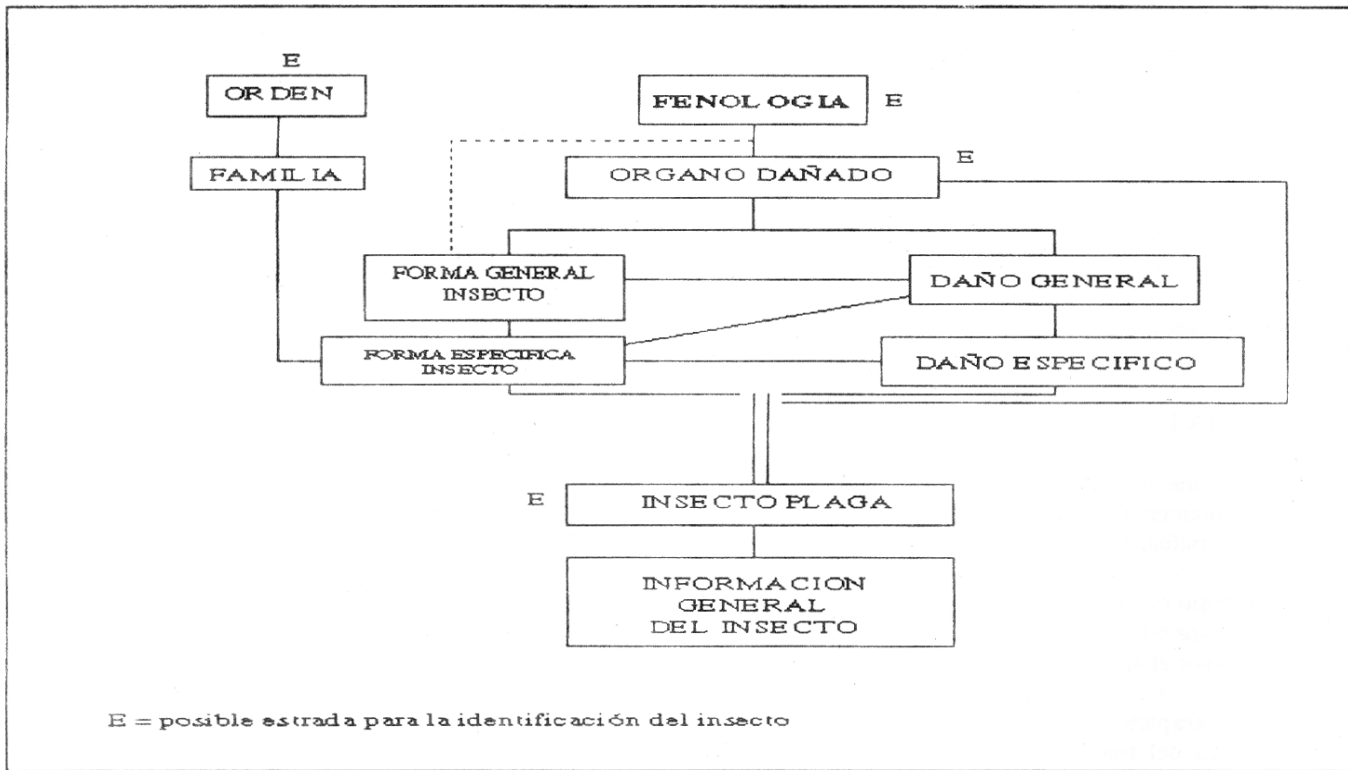 E
ORDEN
FENOLOGIA E
FAMILIA
ORGANO DAÑADO E
FORMA GENERAL
INSECTO
DAÑO GENERAL
FORMA ESPECIFICA
INSECTO
DAÑO ESPECIFICO
E INSECTO PLAGA
INFORMACION
GENERAL
DEL INSECTO
E = posible estrada para la identificación del insecto